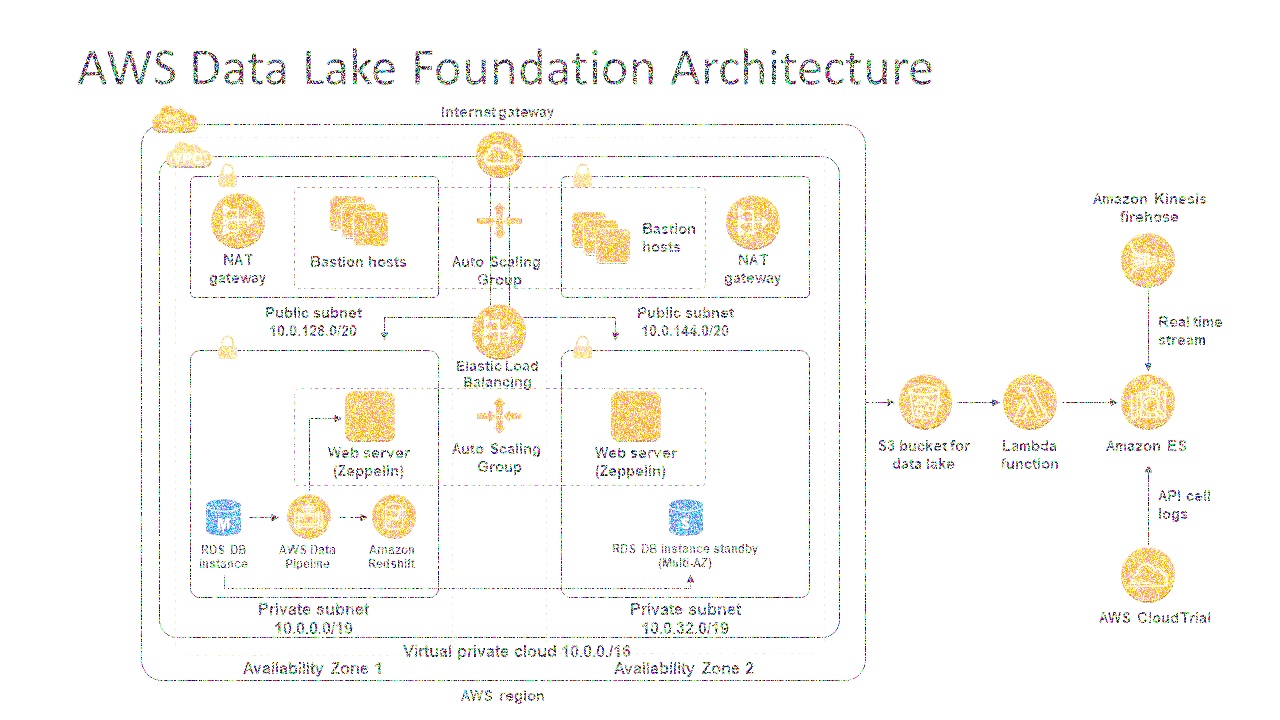 AWS Data Lake Foundation Architecture
Internet gateway
VPC
NAT
gateway
Bastion hosts
Auto Scaling
Group
Bastion
hosts
NAT
gateway
Public subnet
10.0.128.0/20
Public subnet
10.0.144.0/20
Elastic Load
Balancing
Web server
(Zeppelin)
Auto Scaling
Group
Web server
(Zeppelin)
M
RDS DB
instance
AWS Data
Pipeline
Amazon
Redshift
S
RDS DB instance standby
(Multi-AZ)
Private subnet
10.0.0.0/19
Private subnet
10.0.32.0/19
Virtual private cloud 10.0.0./16
Availability Zone 1
Availability Zone 2
AWS region
S3 bucket for
data lake
Lambda
function
Amazon Kinesis
firehose
Real time
stream
Amazon ES
API call
logs
AWS CloudTrial